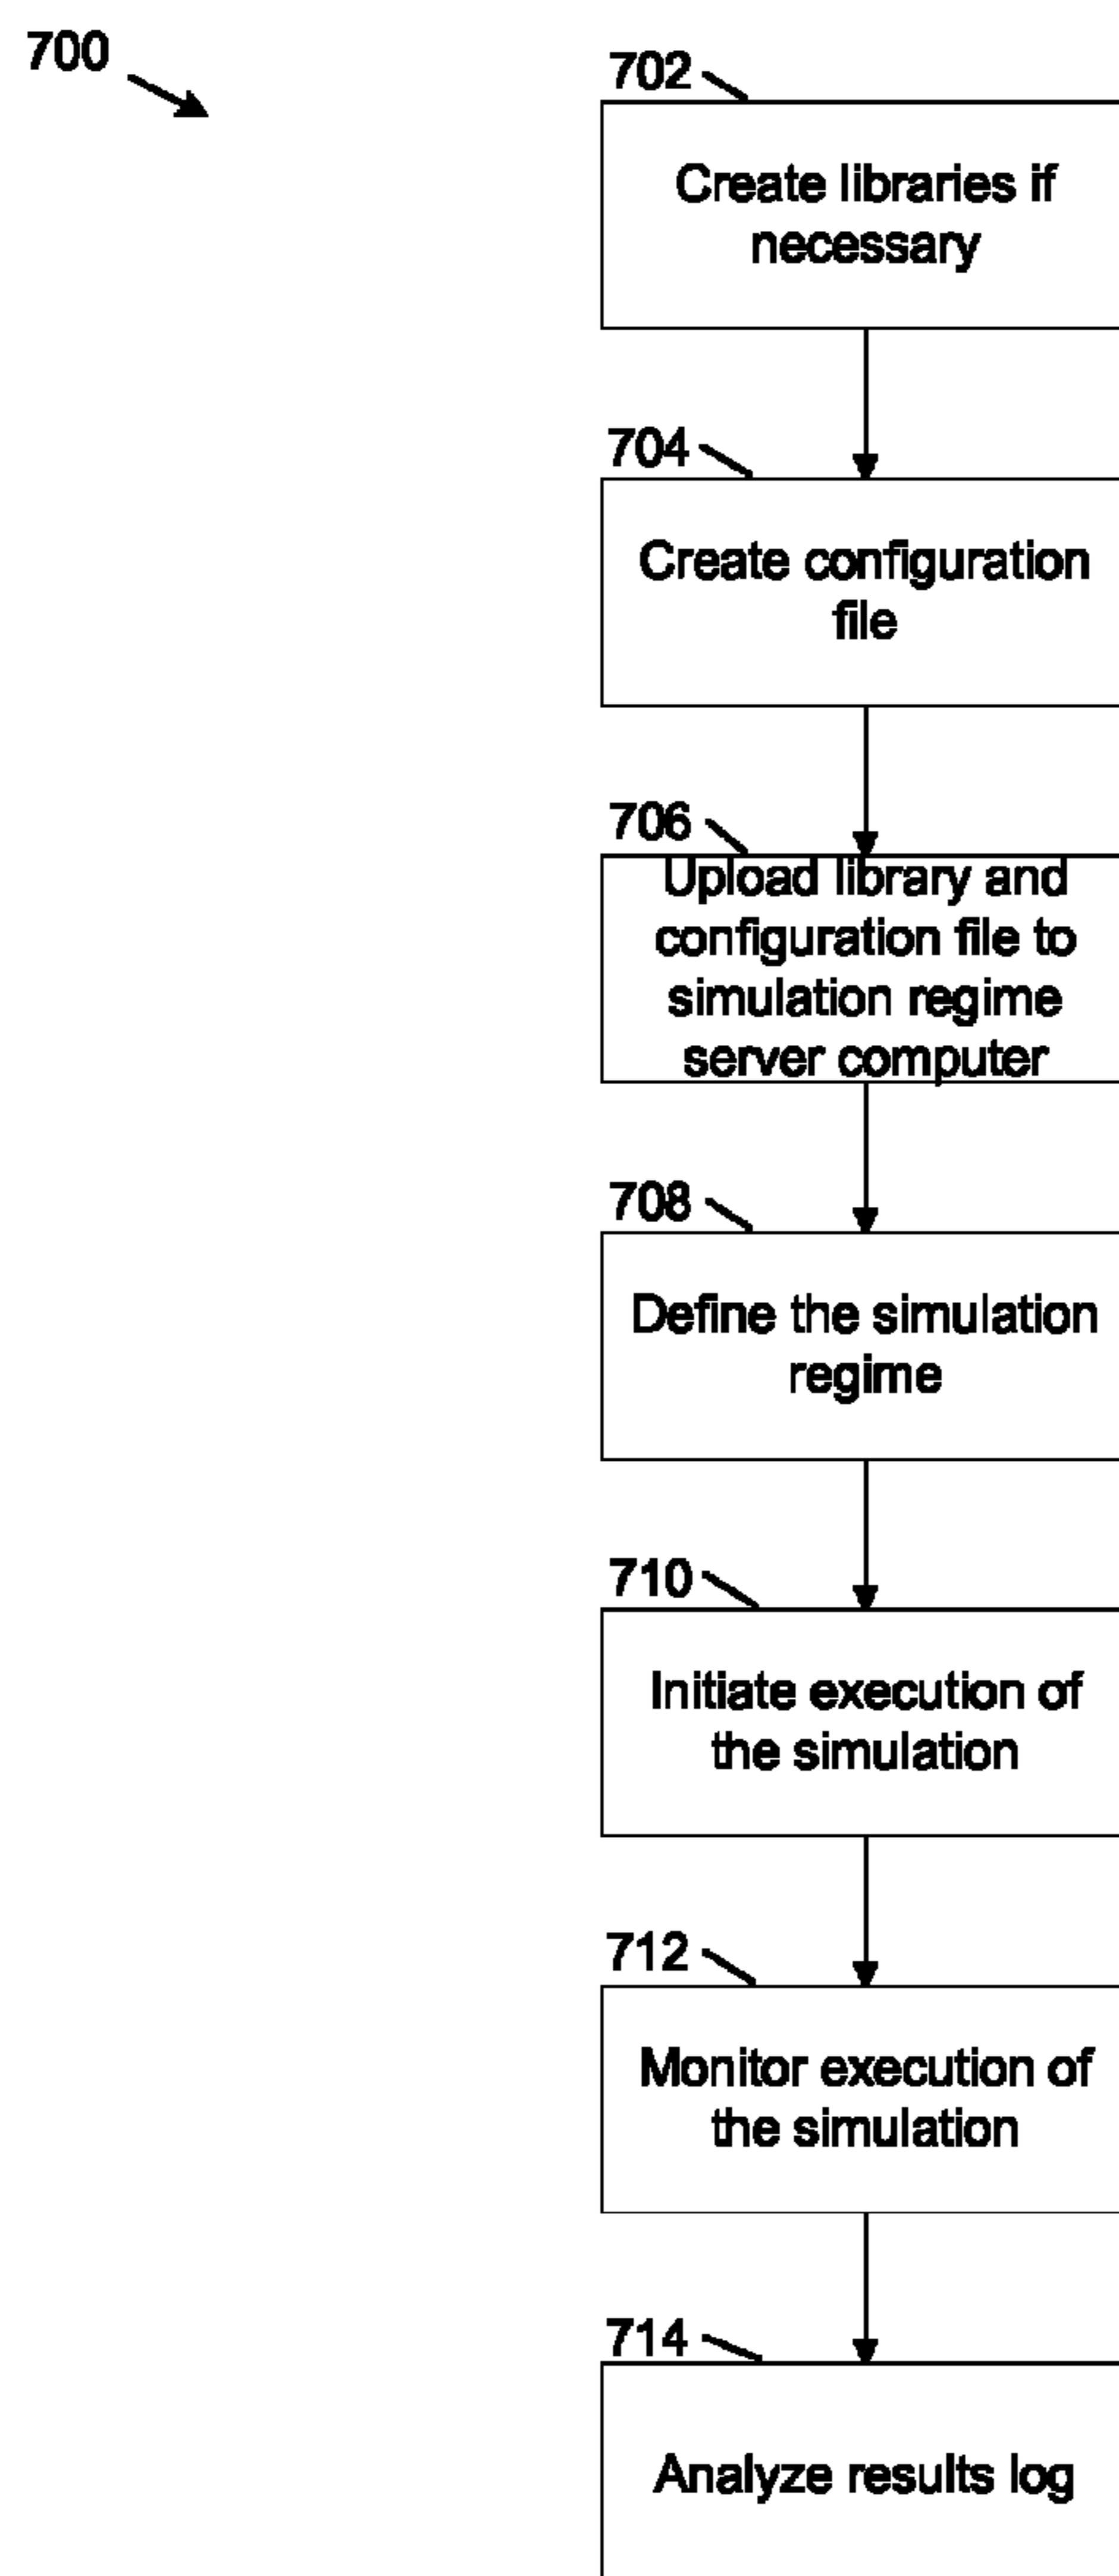 700
702
Create libraries if
necessary
704
Create configuration
file
706
Upload library and
configuration file to
simulation regime
server computer
708
Define the simulation
regime
710
Initiate execution of
the simulation
712
Monitor execution of
the simulation
714
Analyze results log